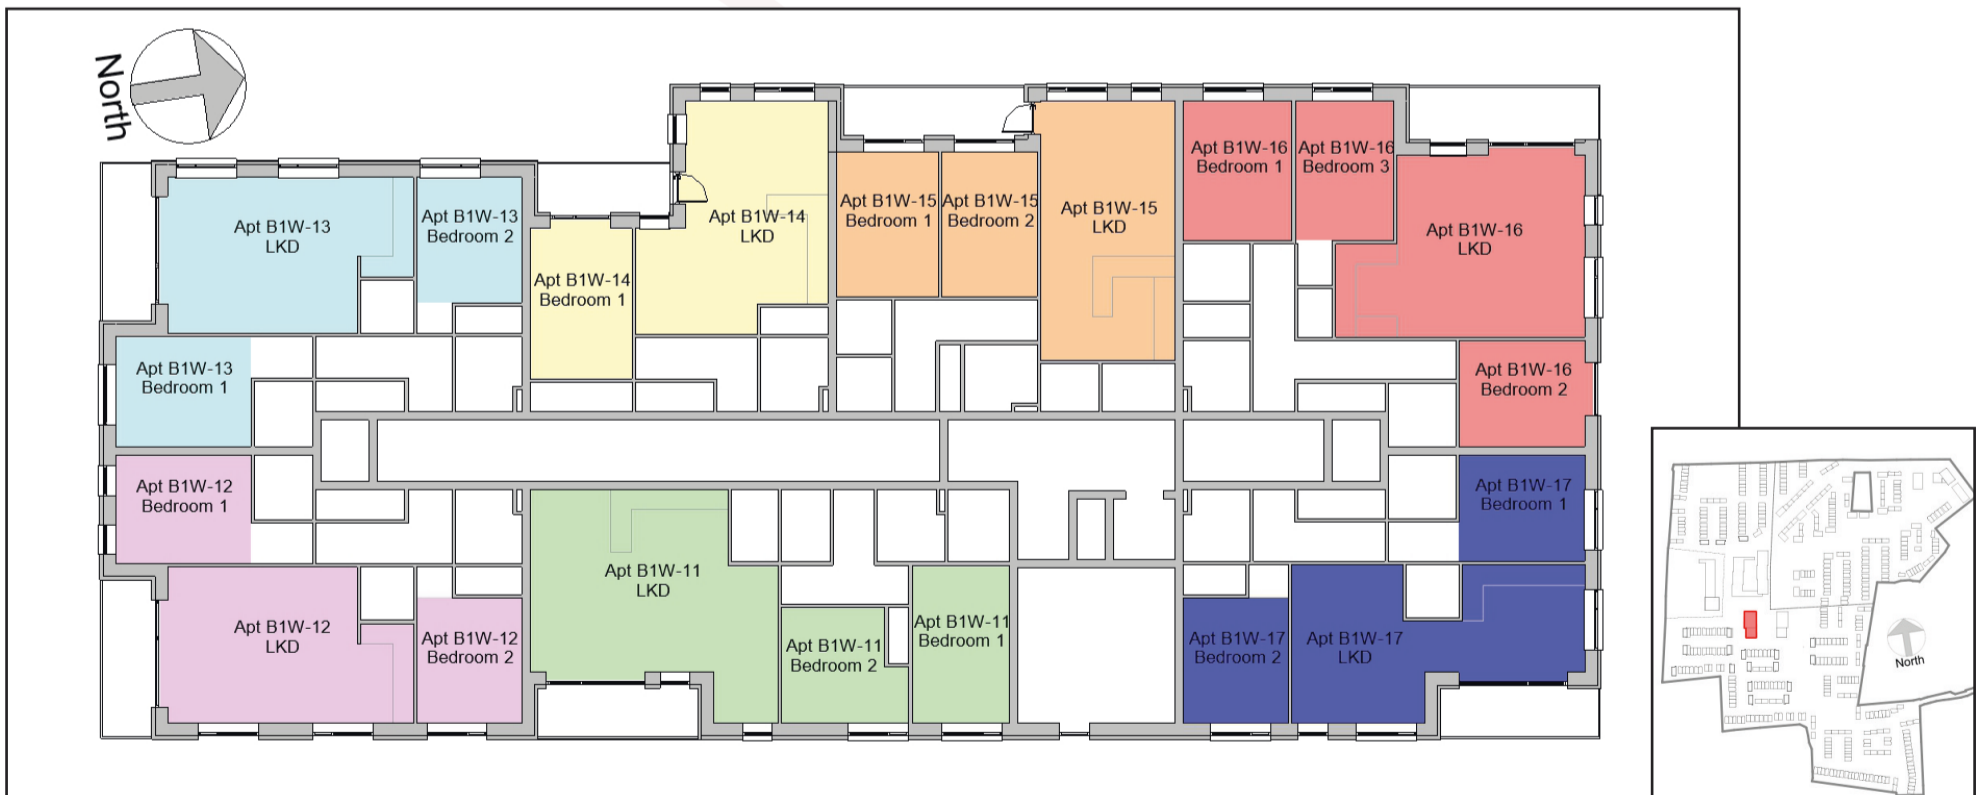 North
Apt B1W-13
LKD
Apt B1W-13
Bedroom 2
Apt B1W-14
Bedroom 1
Apt B1W-14
LKD
Apt B1W-15
Bedroom 1
Apt B1W-15
Bedroom 2
Apt B1W-15
LKD
Apt B1W-16
Bedroom 1
Apt B1W-16
Bedroom 3
Apt B1W-16
LKD
Apt B1W-13
Bedroom 1
Apt B1W-16
Bedroom 2
Apt B1W-12
Bedroom 1
Apt B1W-17
Bedroom 1
Apt B1W-12
LKD
Apt B1W-12
Bedroom 2
Apt B1W-11
LKD
Apt B1W-11
Bedroom 2
Apt B1W-11
Bedroom 1
Apt B1W-17
Bedroom 2
Apt B1W-17
LKD
North